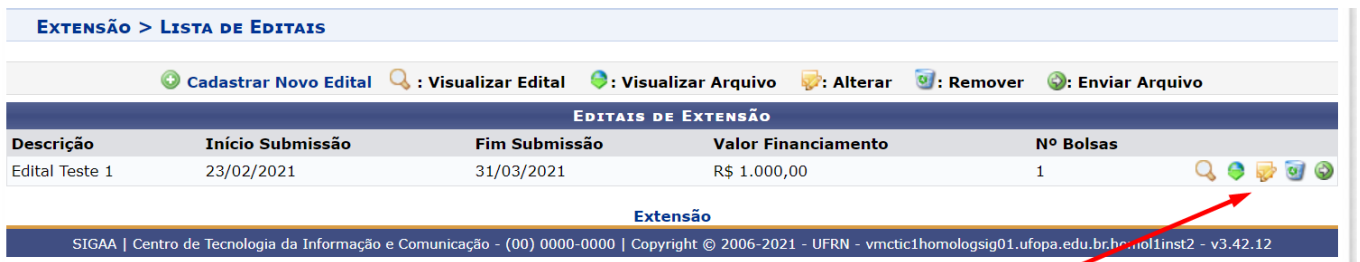 Extensão > Lista de Editais
Cadastrar Novo Edital : Visualizar Edital : Visualizar Arquivo : Alterar : Remover : Enviar Arquivo
Editais de Extensão
Descrição Início Submissão Fim Submissão Valor Financiamento Nº Bolsas
Edital Teste 1 23/02/2021 31/03/2021 R$ 1.000,00 1
Extensão
SIGAA | Centro de Tecnologia da Informação e Comunicação - (00) 0000-0000 | Copyright © 2006-2021 - UFRN - vmctic1homologsig01.ufopa.edu.br.homol1inst2 - v3.42.12